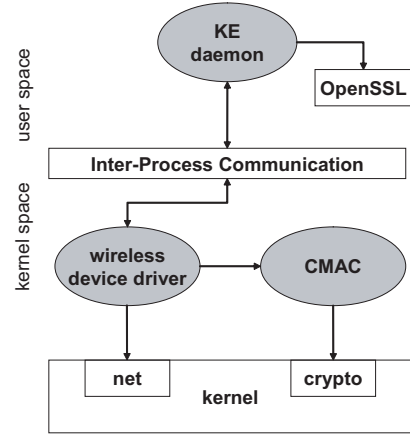 KE
daemon
OpenSSL
user space
Inter-Process Communication
kernel space
wireless
device driver
CMAC
net
crypto
kernel